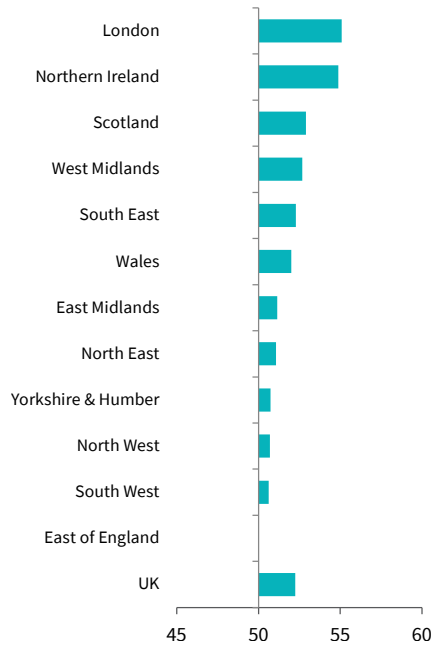 London
Northern Ireland
Scotland
West Midlands
South East
Wales
East Midlands
North East
Yorkshire & Humber
North West
South West
East of England
UK
45 50 55 60